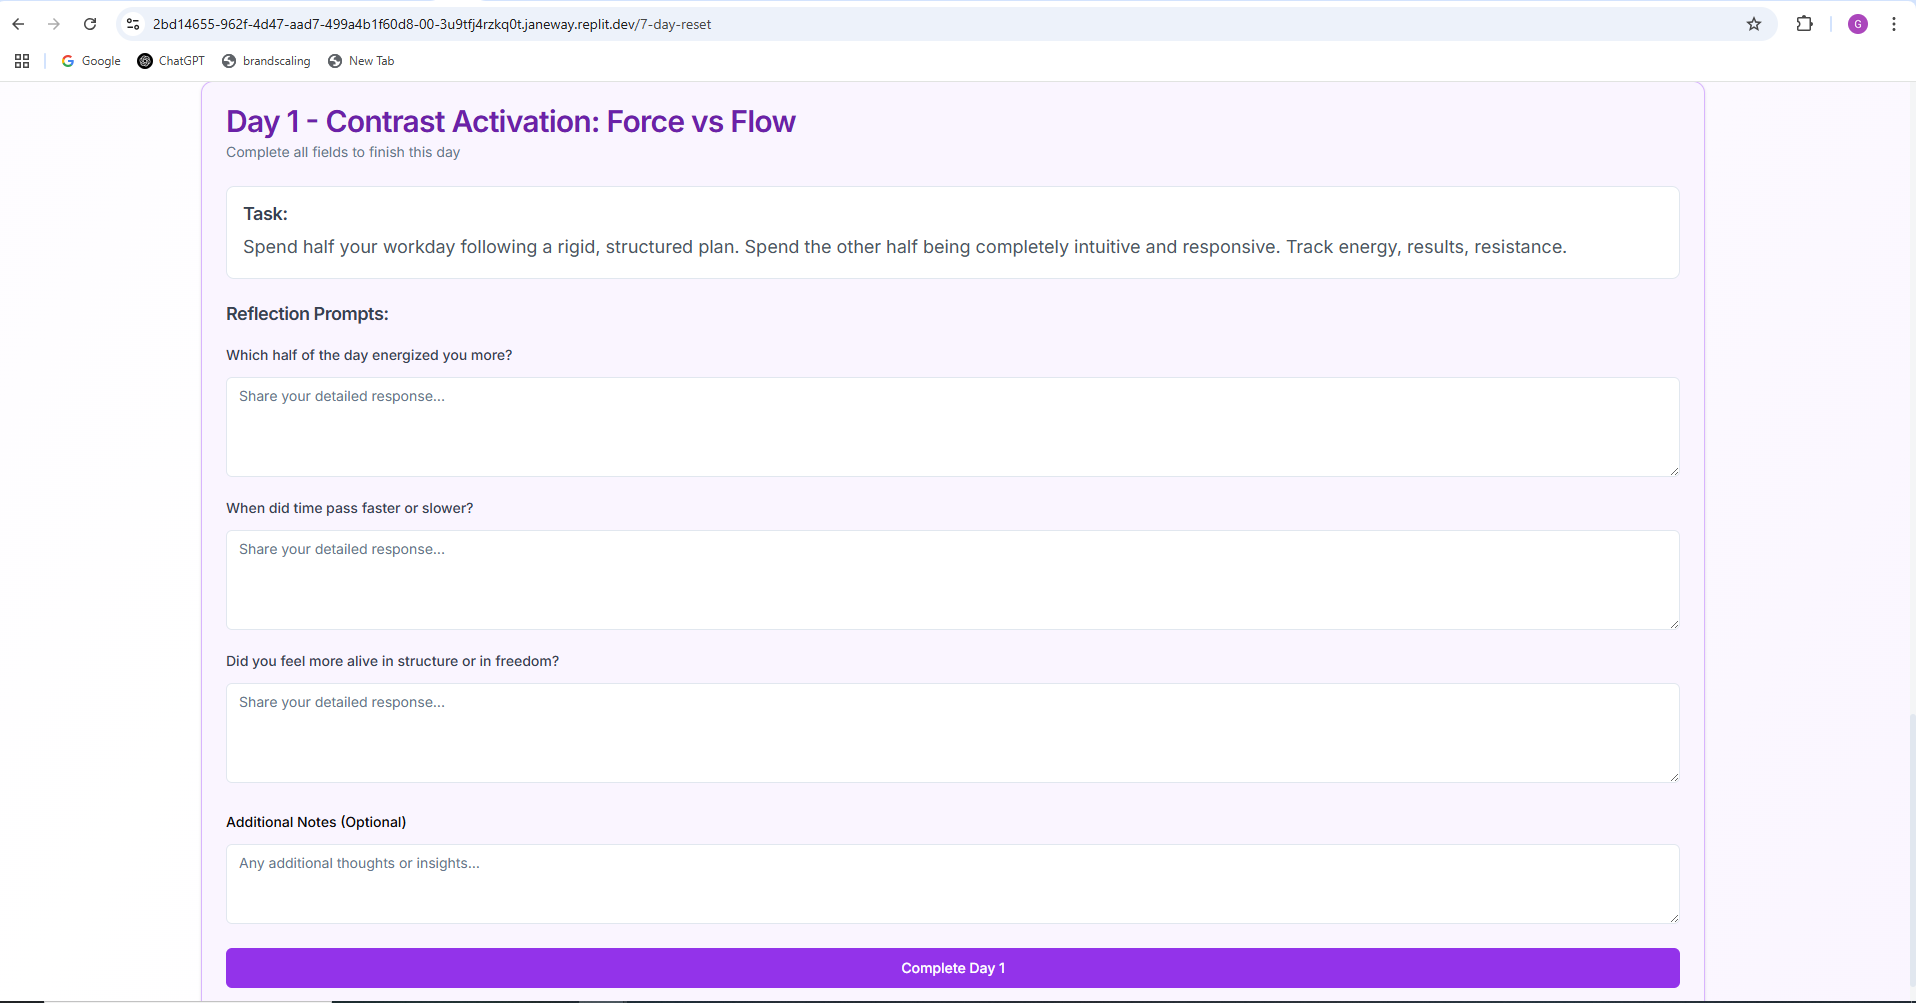 2bd14655-962f-4d47-aad7-499a4b1f60d8-00-3u9tfj4rzkq0t.janeway.replit.dev/7-day-reset
G
Google
ChatGPT
brandscaling
New Tab
Day 1 - Contrast Activation: Force vs Flow
Complete all fields to finish this day
Task:
Spend half your workday following a rigid, structured plan. Spend the other half being completely intuitive and responsive. Track energy, results, resistance.
Reflection Prompts:
Which half of the day energized you more?
Share your detailed response...
When did time pass faster or slower?
Share your detailed response...
Did you feel more alive in structure or in freedom?
Share your detailed response...
Additional Notes (Optional)
Any additional thoughts or insights...
Complete Day 1